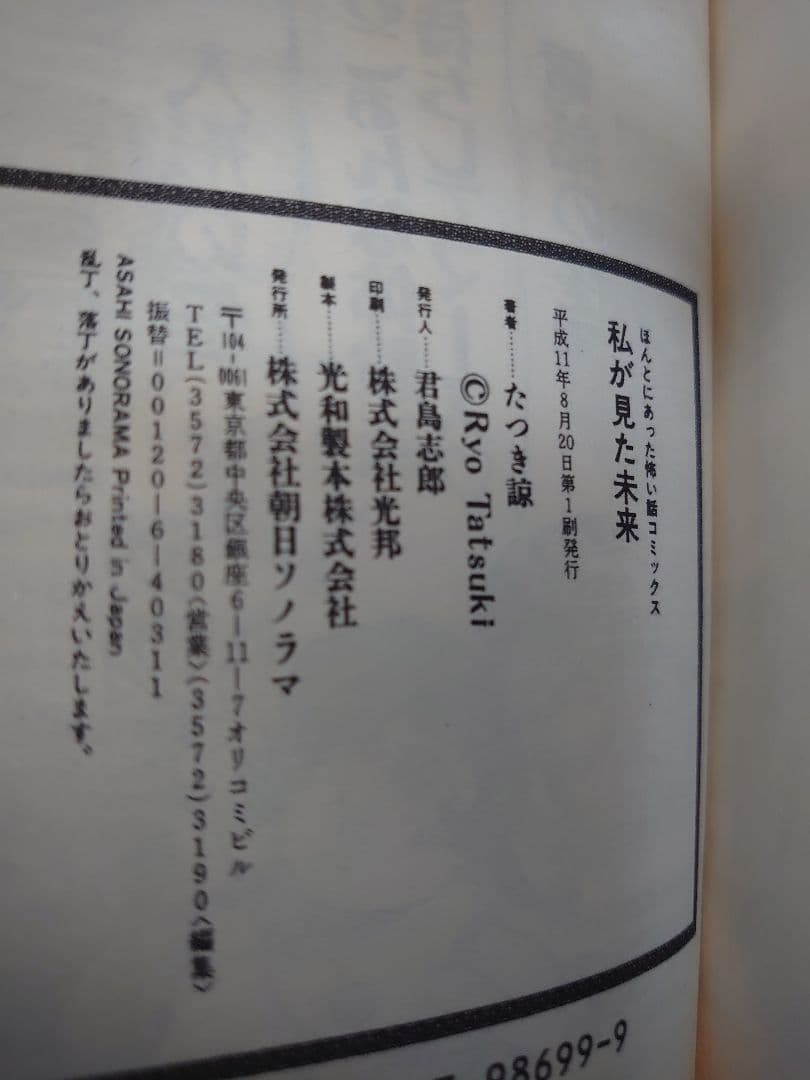 ほんとにあった怖い話コミックス
私が見た未来
平成11年8月20日第1刷発行
著者………たつき諒
©Ryo Tatsuki
発行人……君島志郎
印刷………株式会社光邦
製本………光和製本株式会社
発行所……株式会社朝日ソノラマ
〒104-0061東京都中央区銀座6-11-7オリコミビル
TEL(3572)3180〈営業〉(3572)3190〈編集〉
振替=00120-6-40311
ASAHI SONORAMA Printed in Japan
乱丁、落丁がありましたらおとりかえいたします。
98699-9